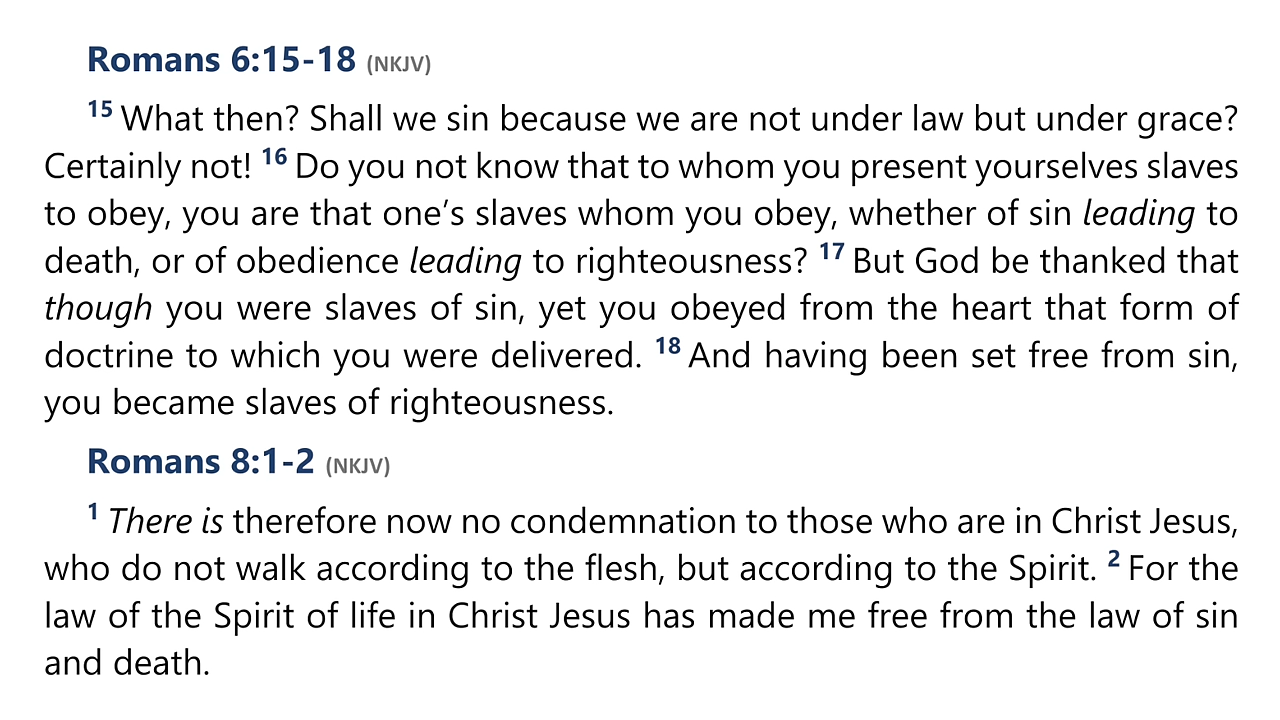 Romans 6:15-18 (NKJV)
15 What then? Shall we sin because we are not under law but under grace?
Certainly not! 16 Do you not know that to whom you present yourselves slaves
to obey, you are that one’s slaves whom you obey, whether of sin leading to
death, or of obedience leading to righteousness? 17 But God be thanked that
though you were slaves of sin, yet you obeyed from the heart that form of
doctrine to which you were delivered. 18 And having been set free from sin,
you became slaves of righteousness.
Romans 8:1-2 (NKJV)
1 There is therefore now no condemnation to those who are in Christ Jesus,
who do not walk according to the flesh, but according to the Spirit. 2 For the
law of the Spirit of life in Christ Jesus has made me free from the law of sin
and death.